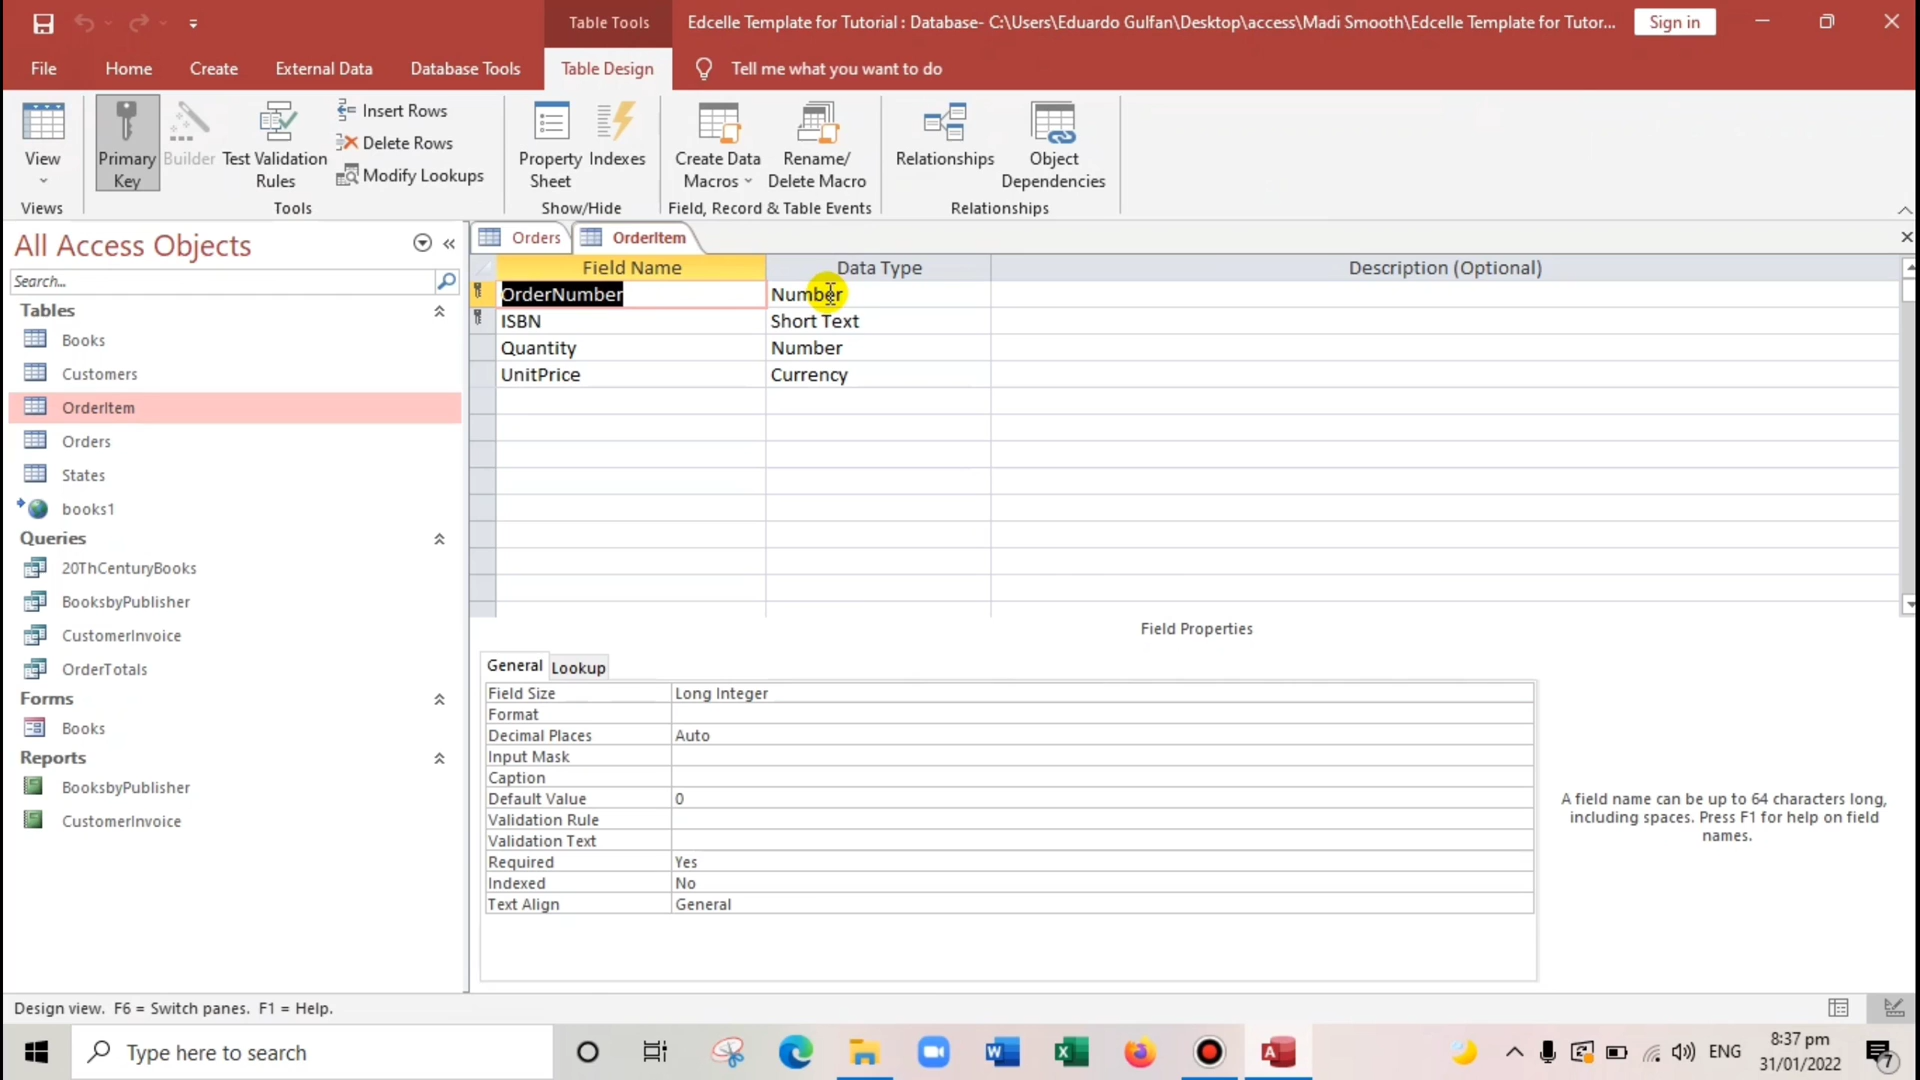 Table Tools
Edcelle Template for Tutorial : Database- C:\Users\Eduardo Gulfan\Desktop\access\Madi Smooth\Edcelle Template for Tutor...
Sign in
File
Home
Create
External Data
Database Tools
Table Design
Tell me what you want to do
View
Primary Key
Builder
Test Validation Rules
Insert Rows
Delete Rows
Modify Lookups
Property Sheet
Indexes
Create Data Macros
Rename/ Delete Macro
Relationships
Object Dependencies
Views
Tools
Show/Hide
Field, Record & Table Events
Relationships
All Access Objects
Search...
Tables
Books
Customers
OrderItem
Orders
States
books1
Queries
20ThCenturyBooks
BooksbyPublisher
CustomerInvoice
OrderTotals
Forms
Books
Reports
BooksbyPublisher
CustomerInvoice
Orders
OrderItem
Field Name
Data Type
Description (Optional)
OrderNumber
Number
ISBN
Short Text
Quantity
Number
UnitPrice
Currency
Field Properties
General
Lookup
Field Size
Long Integer
Format
Decimal Places
Auto
Input Mask
Caption
Default Value
0
Validation Rule
Validation Text
Required
Yes
Indexed
No
Text Align
General
A field name can be up to 64 characters long,
including spaces. Press F1 for help on field
names.
Design view. F6 = Switch panes. F1 = Help.
Type here to search
ENG
8:37 pm
31/01/2022
7